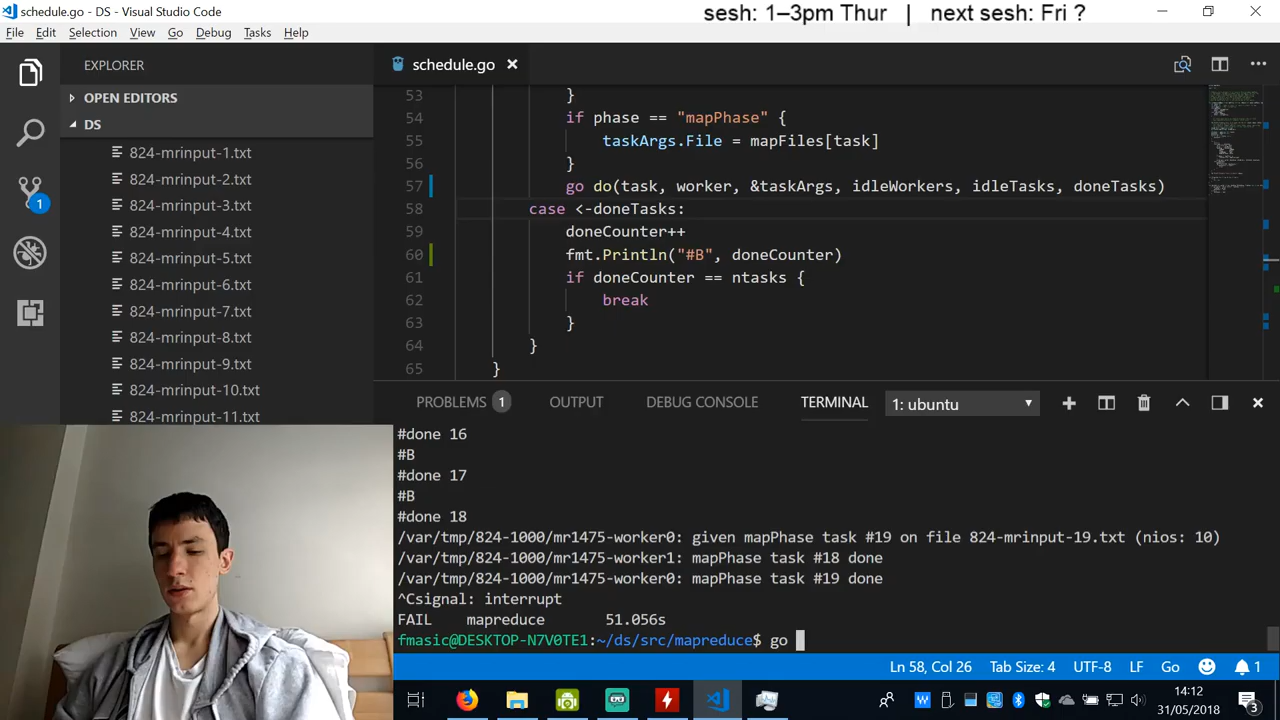 schedule.go - DS - Visual Studio Code
sesh: 1–3pm Thur | next sesh: Fri ?
File Edit Selection View Go Debug Tasks Help
EXPLORER
OPEN EDITORS
DS
824-mrinput-1.txt
824-mrinput-2.txt
824-mrinput-3.txt
824-mrinput-4.txt
824-mrinput-5.txt
824-mrinput-6.txt
824-mrinput-7.txt
824-mrinput-8.txt
824-mrinput-9.txt
824-mrinput-10.txt
824-mrinput-11.txt
1
schedule.go
53 }
54 if phase == "mapPhase" {
55 taskArgs.File = mapFiles[task]
56 }
57 go do(task, worker, &taskArgs, idleWorkers, idleTasks, doneTasks)
58 case <-doneTasks:
59 doneCounter++
60 fmt.Println("#B", doneCounter)
61 if doneCounter == ntasks {
62 break
63 }
64 }
65 }
PROBLEMS 1 OUTPUT DEBUG CONSOLE TERMINAL 1: ubuntu
#done 16
#B
#done 17
#B
#done 18
/var/tmp/824-1000/mr1475-worker0: given mapPhase task #19 on file 824-mrinput-19.txt (nios: 10)
/var/tmp/824-1000/mr1475-worker1: mapPhase task #18 done
/var/tmp/824-1000/mr1475-worker0: mapPhase task #19 done
^Csignal: interrupt
FAIL mapreduce 51.056s
fmasic@DESKTOP-N7V0TE1:~/ds/src/mapreduce$ go
Ln 58, Col 26 Tab Size: 4 UTF-8 LF Go 1
14:12
31/05/2018
3